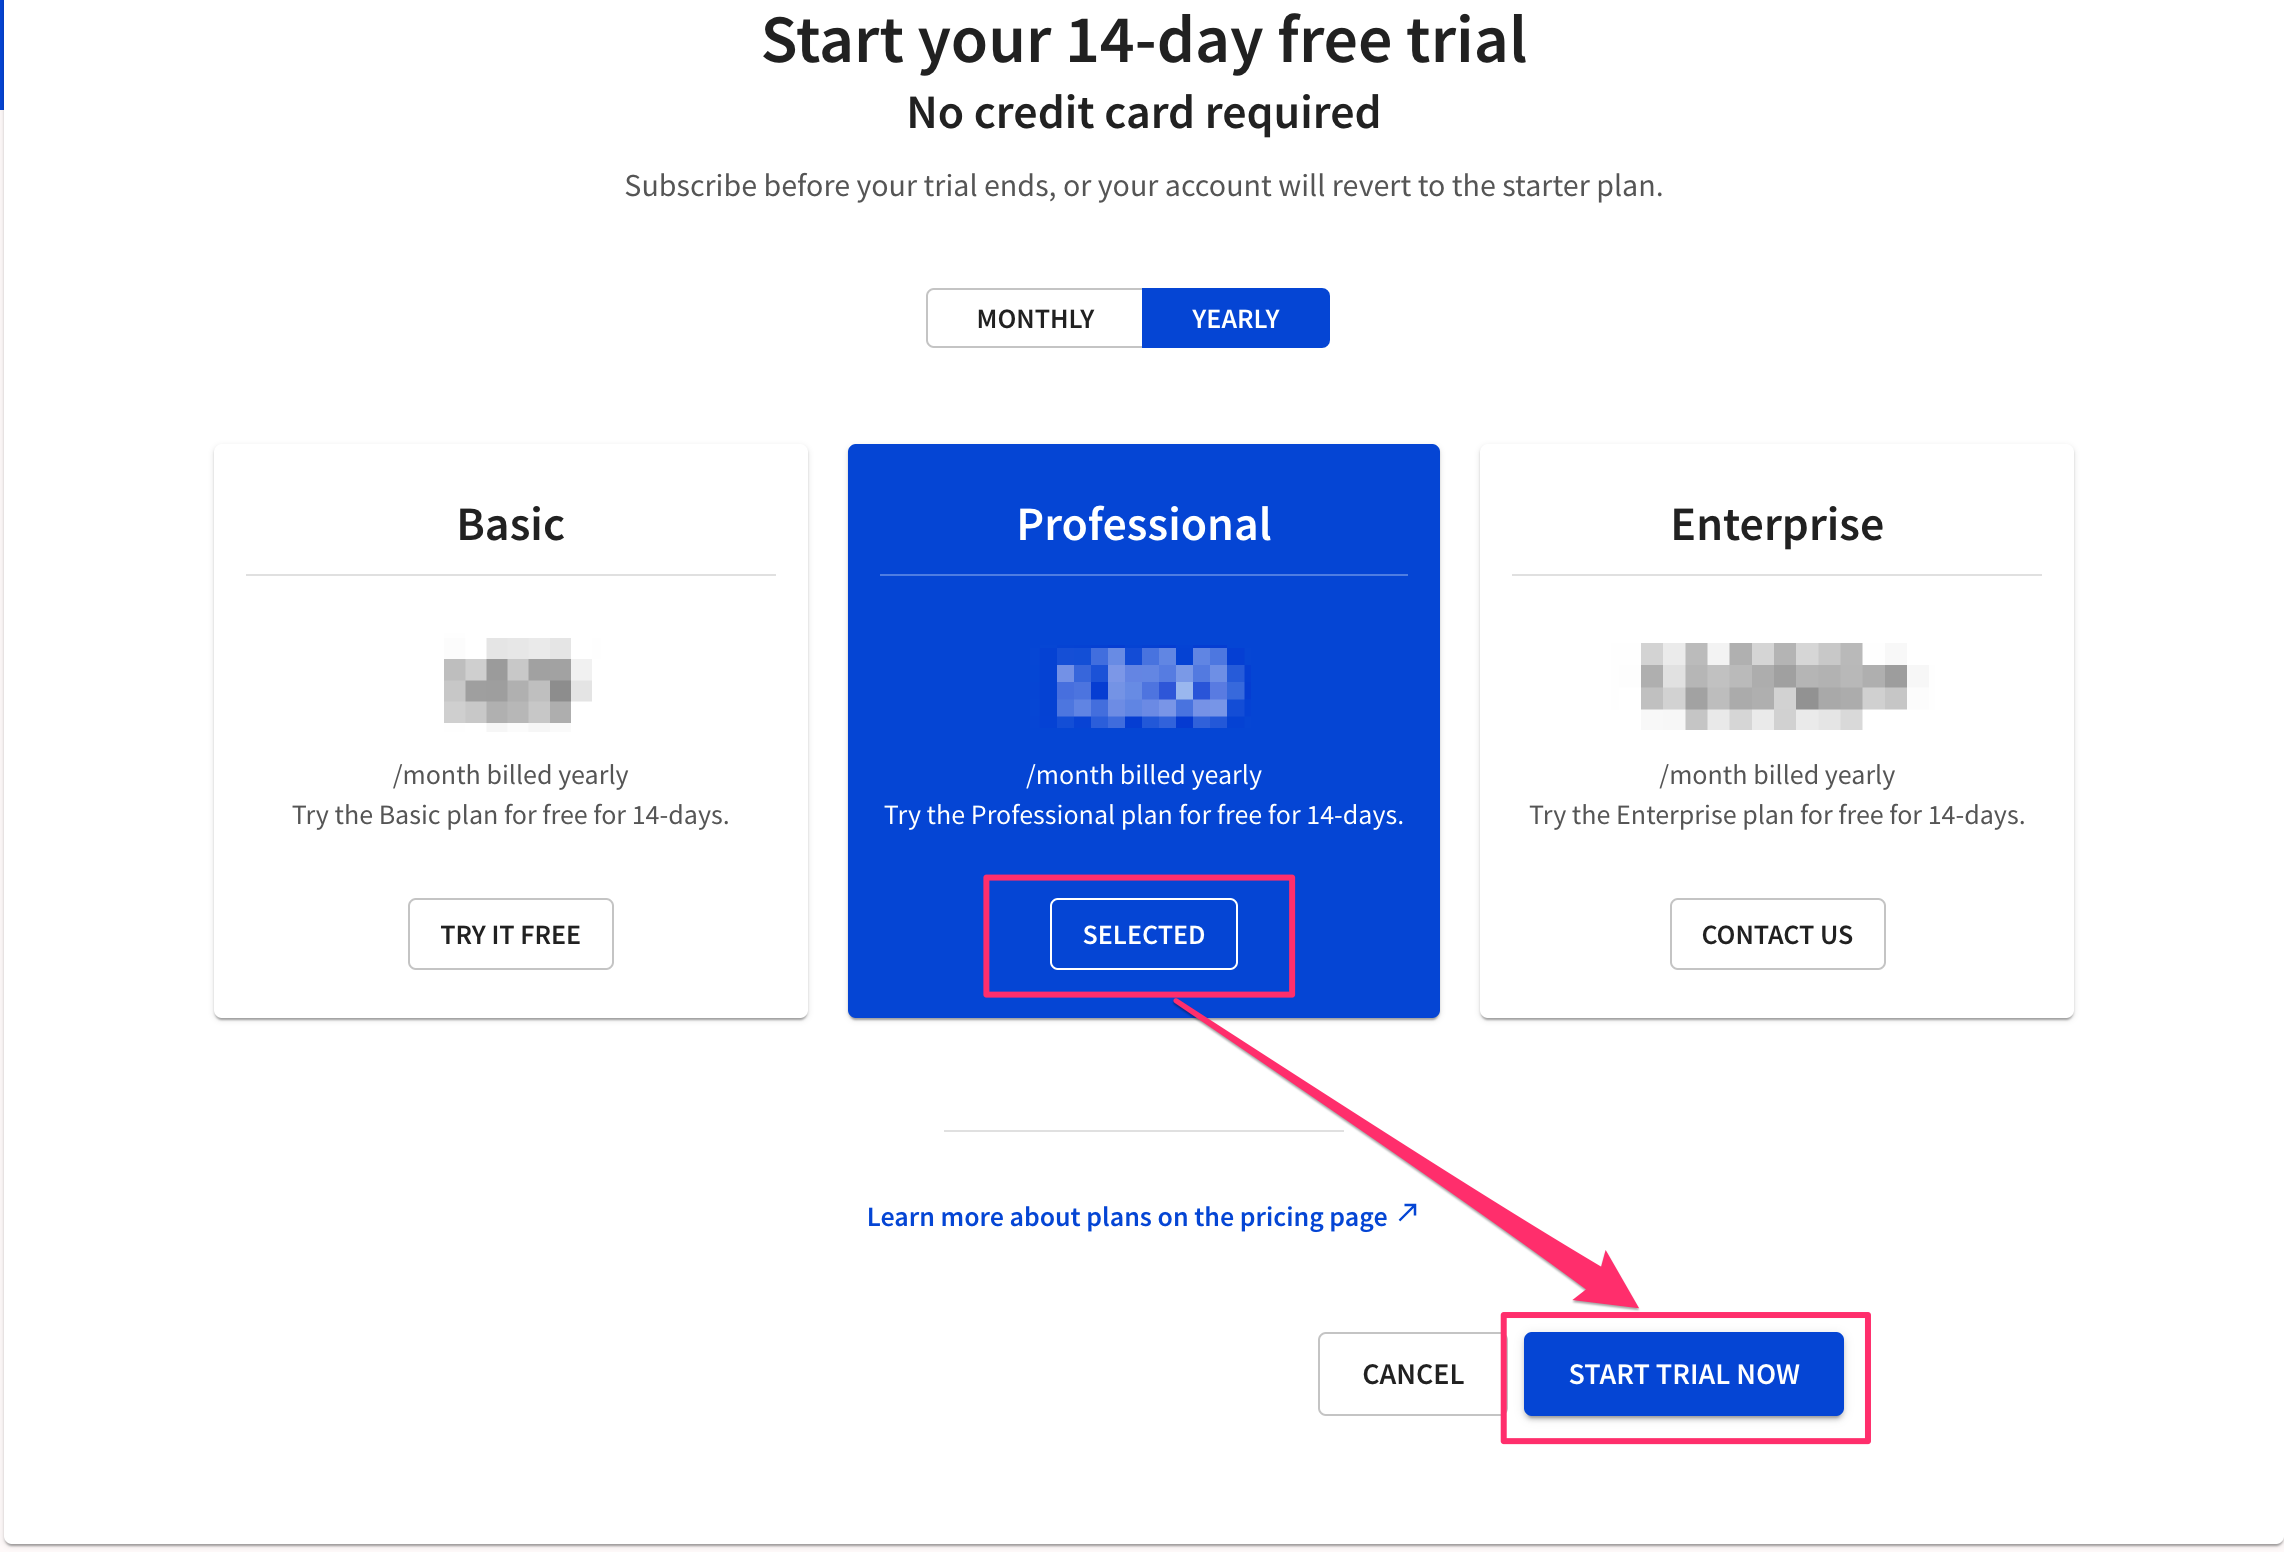 Start your 14-day free trial
No credit card required
Subscribe before your trial ends, or your account will revert to the starter plan.
MONTHLY
YEARLY
Basic
/month billed yearly
Try the Basic plan for free for 14-days.
TRY IT FREE
Professional
/month billed yearly
Try the Professional plan for free for 14-days.
SELECTED
Enterprise
/month billed yearly
Try the Enterprise plan for free for 14-days.
CONTACT US
Learn more about plans on the pricing page
CANCEL
START TRIAL NOW